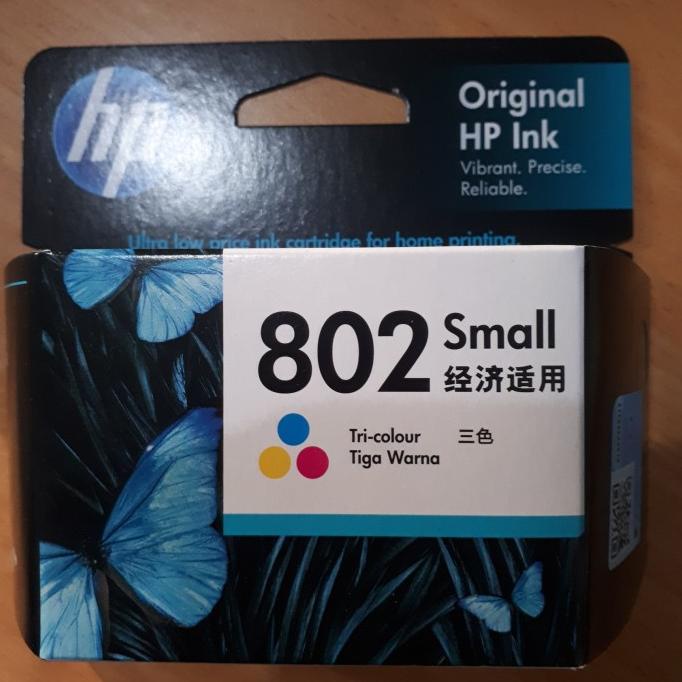 hp
Original
HP Ink
Vibrant. Precise.
Reliable.
Ultra low price ink cartridge for home printing.
802 Small
经济适用
Tri-colour 三色
Tiga Warna